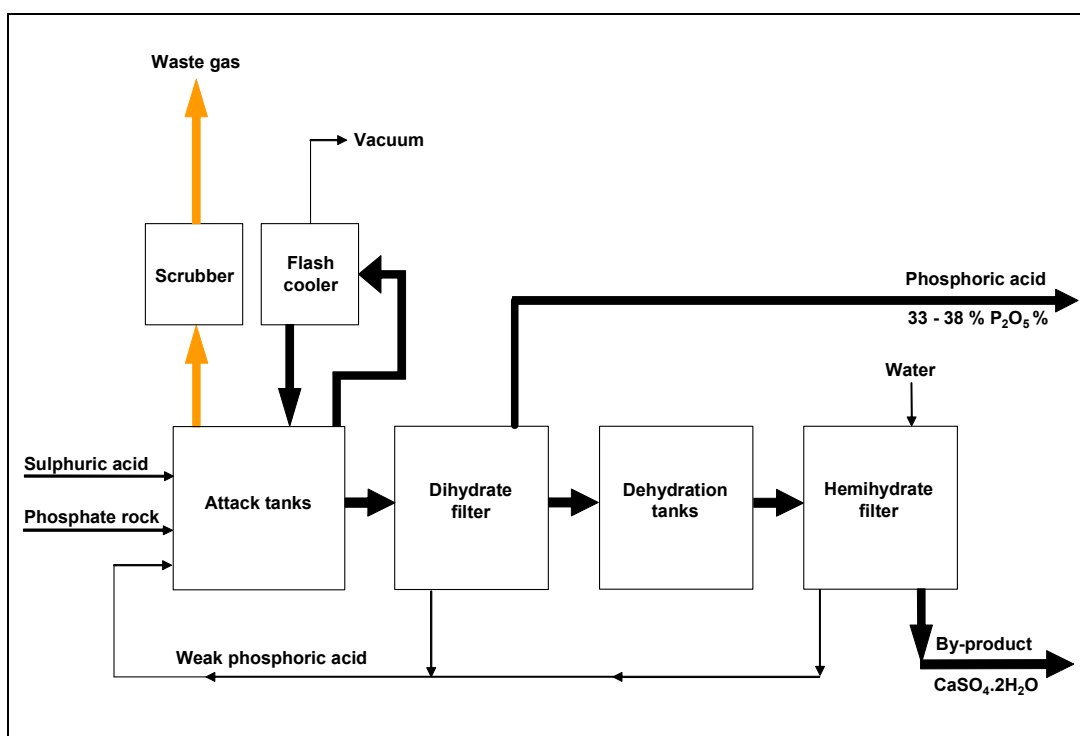 Waste gas
Vacuum
Scrubber
Flash
cooler
Phosphoric acid
33 - 38 % P₂O₅ %
Water
Sulphuric acid
Phosphate rock
Attack tanks
Dihydrate
filter
Dehydration
tanks
Hemihydrate
filter
Weak phosphoric acid
By-product
CaSO₄.2H₂O